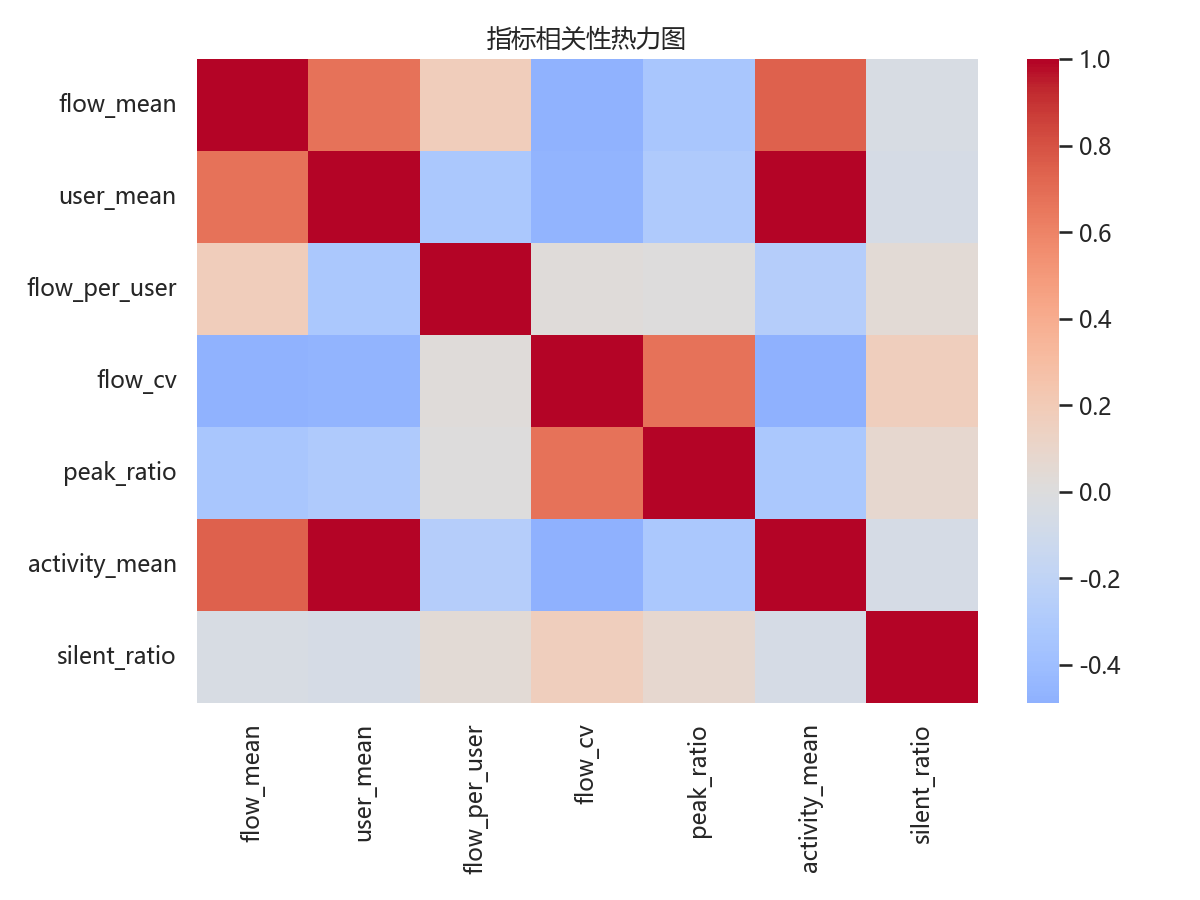 指标相关性热力图
flow_mean
user_mean
flow_per_user
flow_cv
peak_ratio
activity_mean
silent_ratio
flow_mean
user_mean
flow_per_user
flow_cv
peak_ratio
activity_mean
silent_ratio
1.0
0.8
0.6
0.4
0.2
0.0
-0.2
-0.4